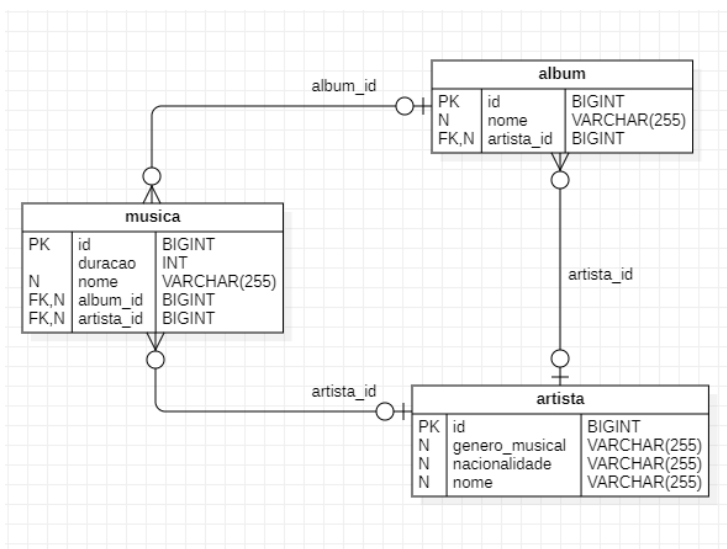 album_id
album
PK id BIGINT
N nome VARCHAR(255)
FK,N artista_id BIGINT
musica
PK id BIGINT
duracao INT
N nome VARCHAR(255)
FK,N album_id BIGINT
FK,N artista_id BIGINT
artista_id
artista_id
artista
PK id BIGINT
N genero_musical VARCHAR(255)
N nacionalidade VARCHAR(255)
N nome VARCHAR(255)